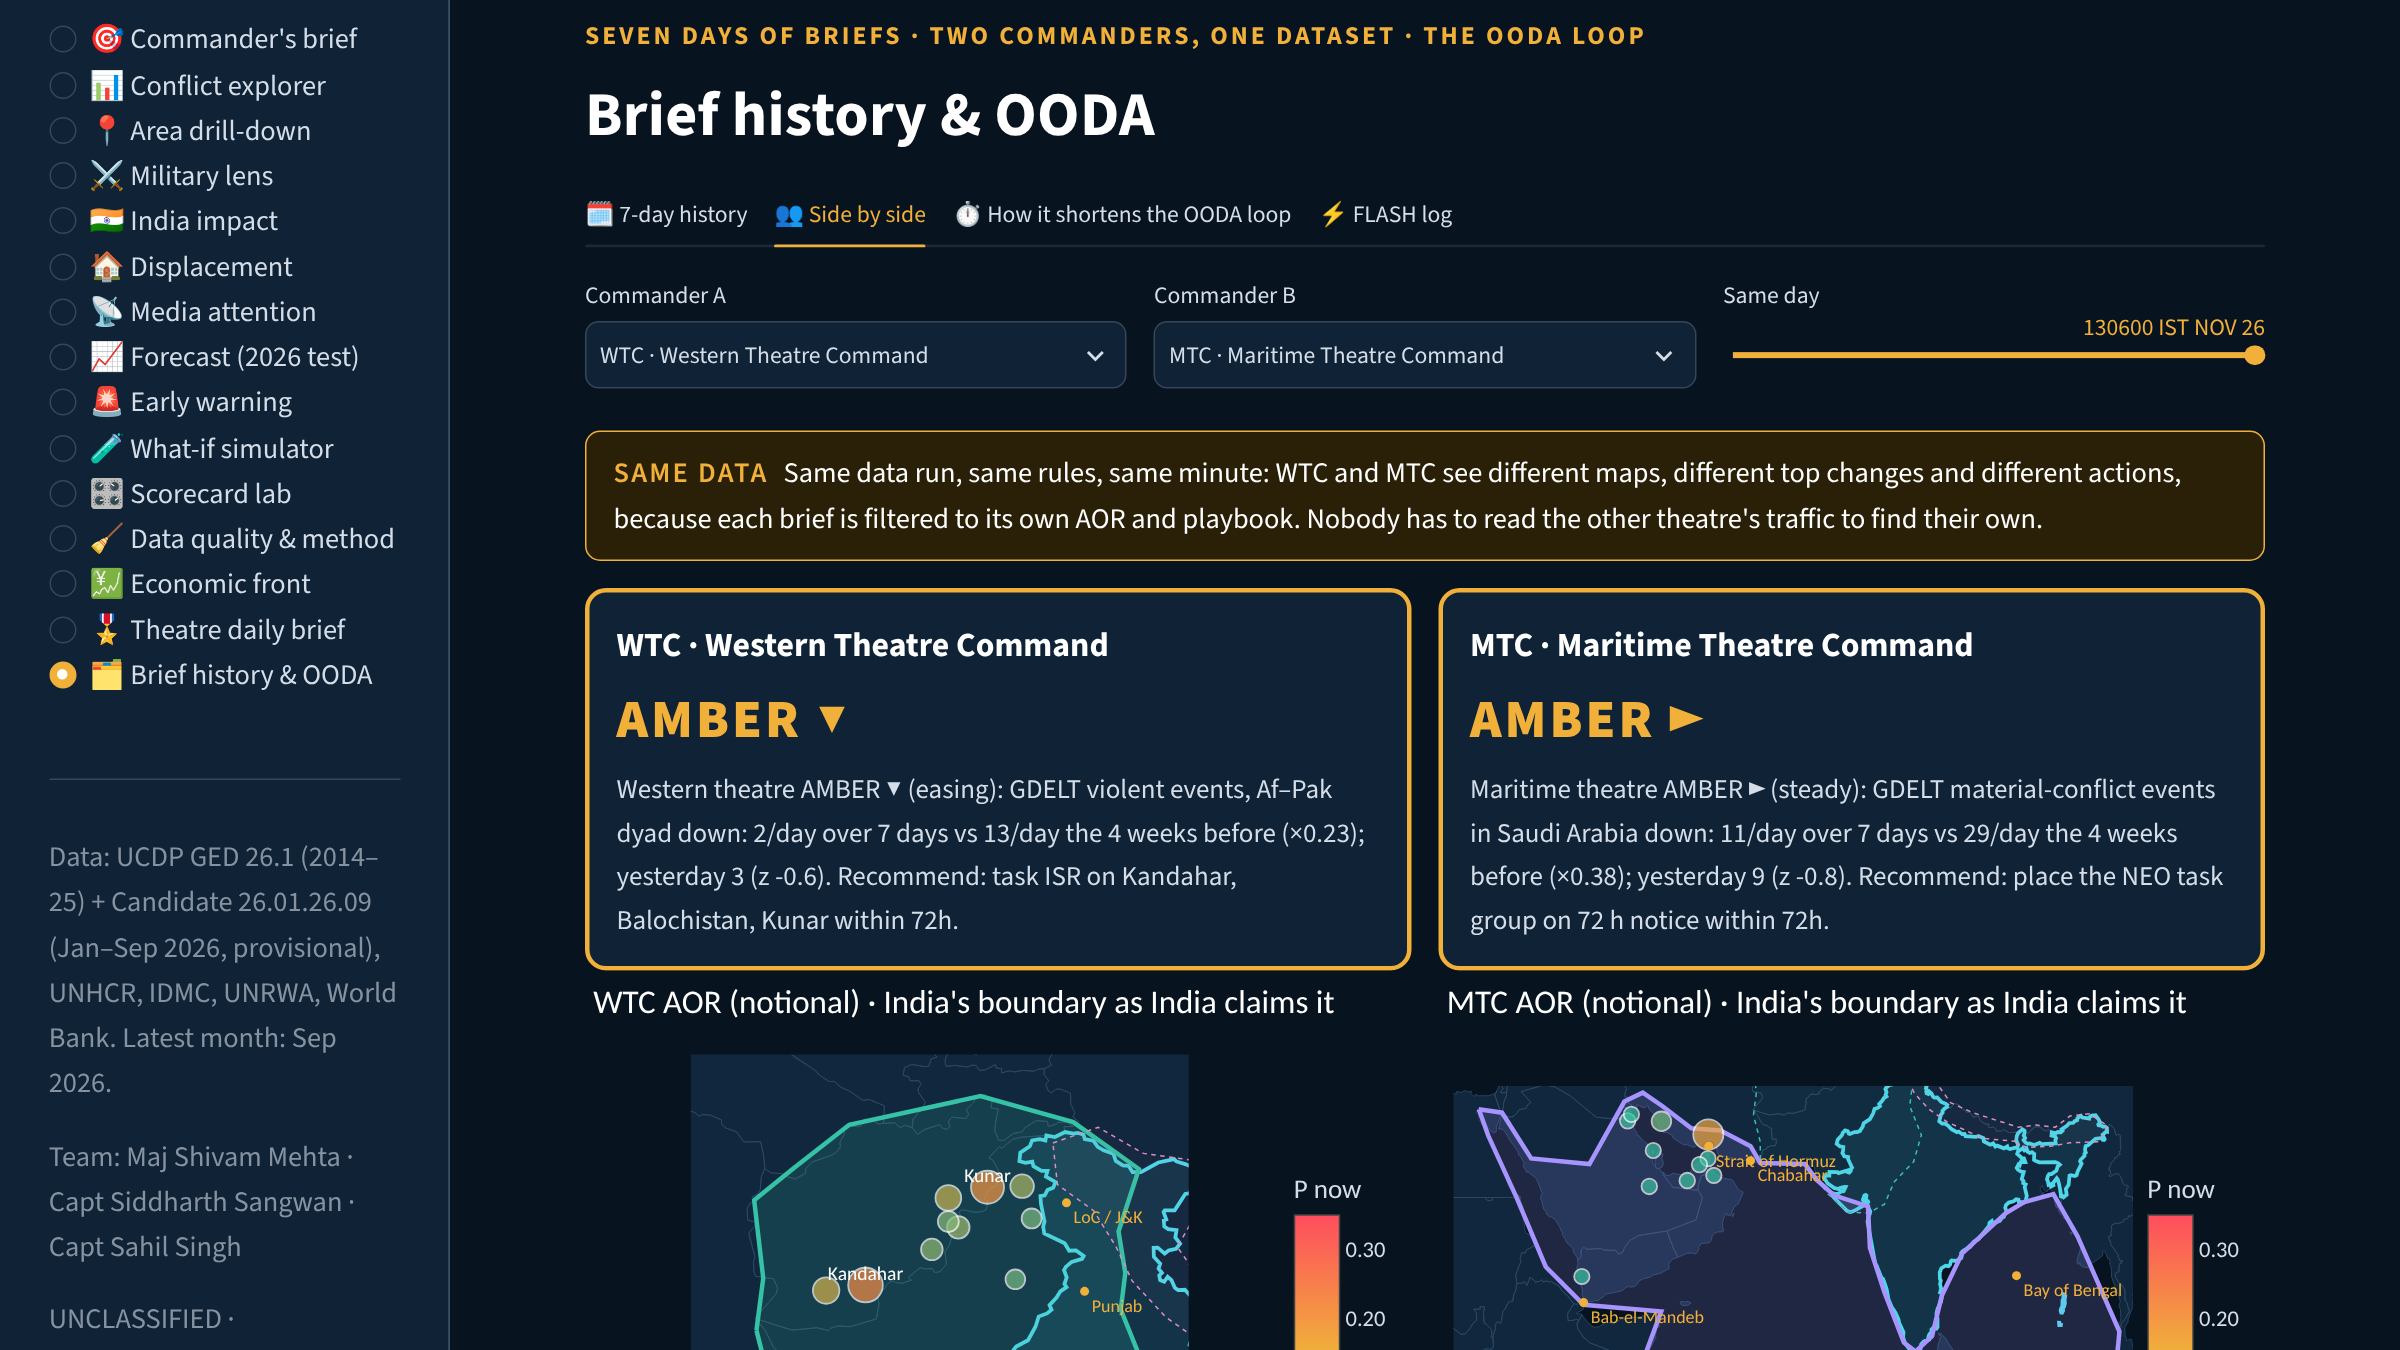 🎯 Commander's brief
📊 Conflict explorer
📍 Area drill-down
⚔️ Military lens
🇮🇳 India impact
🏠 Displacement
📡 Media attention
📈 Forecast (2026 test)
🚨 Early warning
🧪 What-if simulator
🎛️ Scorecard lab
🧹 Data quality & method
💹 Economic front
🎖️ Theatre daily brief
🗂️ Brief history & OODA
Data: UCDP GED 26.1 (2014–
25) + Candidate 26.01.26.09
(Jan–Sep 2026, provisional),
UNHCR, IDMC, UNRWA, World
Bank. Latest month: Sep
2026.
Team: Maj Shivam Mehta ·
Capt Siddharth Sangwan ·
Capt Sahil Singh
UNCLASSIFIED ·
SEVEN DAYS OF BRIEFS · TWO COMMANDERS, ONE DATASET · THE OODA LOOP
Brief history & OODA
🗓️ 7-day history 👥 Side by side ⏱️ How it shortens the OODA loop ⚡ FLASH log
Commander A Commander B Same day
130600 IST NOV 26
WTC · Western Theatre Command MTC · Maritime Theatre Command
SAME DATA Same data run, same rules, same minute: WTC and MTC see different maps, different top changes and different actions,
because each brief is filtered to its own AOR and playbook. Nobody has to read the other theatre's traffic to find their own.
WTC · Western Theatre Command
AMBER ▼
Western theatre AMBER ▼ (easing): GDELT violent events, Af–Pak
dyad down: 2/day over 7 days vs 13/day the 4 weeks before (×0.23);
yesterday 3 (z -0.6). Recommend: task ISR on Kandahar,
Balochistan, Kunar within 72h.
MTC · Maritime Theatre Command
AMBER ►
Maritime theatre AMBER ► (steady): GDELT material-conflict events
in Saudi Arabia down: 11/day over 7 days vs 29/day the 4 weeks
before (×0.38); yesterday 9 (z -0.8). Recommend: place the NEO task
group on 72 h notice within 72h.
WTC AOR (notional) · India's boundary as India claims it
Kunar
LoC / J&K
Kandahar
Punjab
P now
0.30
0.20
MTC AOR (notional) · India's boundary as India claims it
Strait of Hormuz
Chabahar
Bay of Bengal
Bab-el-Mandeb
P now
0.30
0.20